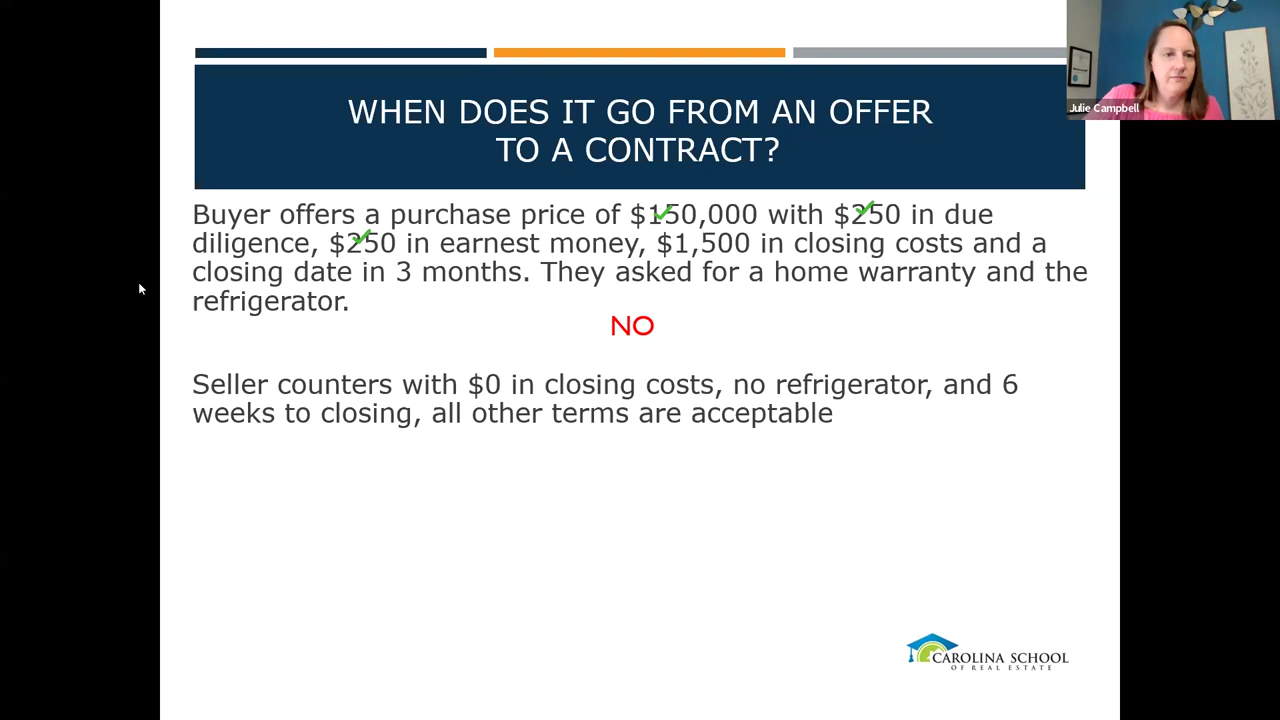 WHEN DOES IT GO FROM AN OFFER
TO A CONTRACT?
Julie Campbell
Buyer offers a purchase price of $150,000 with $250 in due
diligence, $250 in earnest money, $1,500 in closing costs and a
closing date in 3 months. They asked for a home warranty and the
refrigerator.
NO
Seller counters with $0 in closing costs, no refrigerator, and 6
weeks to closing, all other terms are acceptable
CAROLINA SCHOOL
OF REAL ESTATE